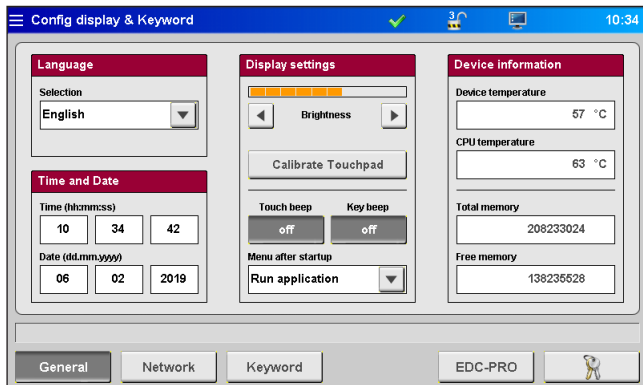 Config display & Keyword
3
10:34
Language
Selection
English
Time and Date
Time (hh:mm:ss)
10 34 42
Date (dd.mm.yyyy)
06 02 2019
Display settings
Brightness
Calibrate Touchpad
Touch beep Key beep
off off
Menu after startup
Run application
Device information
Device temperature
57 °C
CPU temperature
63 °C
Total memory
208233024
Free memory
138235528
General Network Keyword EDC-PRO